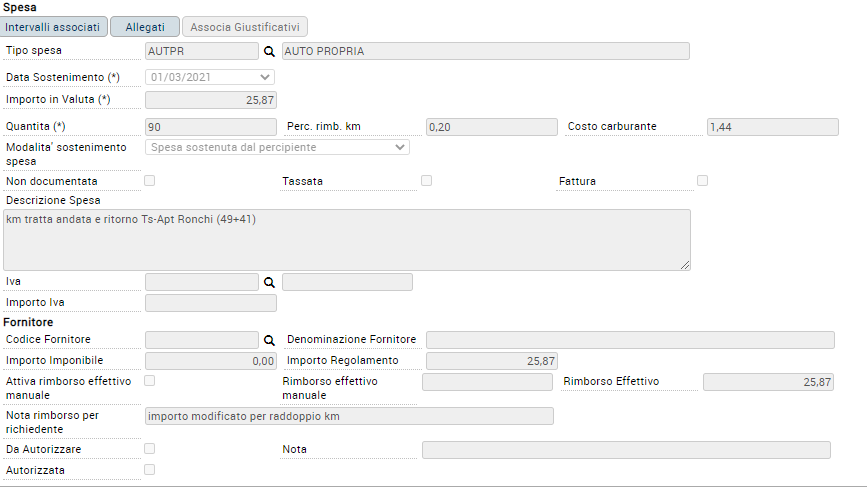 Spesa
Intervalli associati Allegati Associa Giustificativi
Tipo spesa AUTPR AUTO PROPRIA
Data Sostenimento (*) 01/03/2021
Importo in Valuta (*) 25,87
Quantita (*) 90 Perc. rimb. km 0,20 Costo carburante 1,44
Modalita' sostenimento spesa Spesa sostenuta dal percipiente
Non documentata Tassata Fattura
Descrizione Spesa
km tratta andata e ritorno Ts-Apt Ronchi (49+41)
Iva
Importo Iva
Fornitore
Codice Fornitore Denominazione Fornitore
Importo Imponibile 0,00 Importo Regolamento 25,87
Attiva rimborso effettivo manuale Rimborso effettivo manuale Rimborso Effettivo 25,87
Nota rimborso per richiedente importo modificato per raddoppio km
Da Autorizzare Nota
Autorizzata